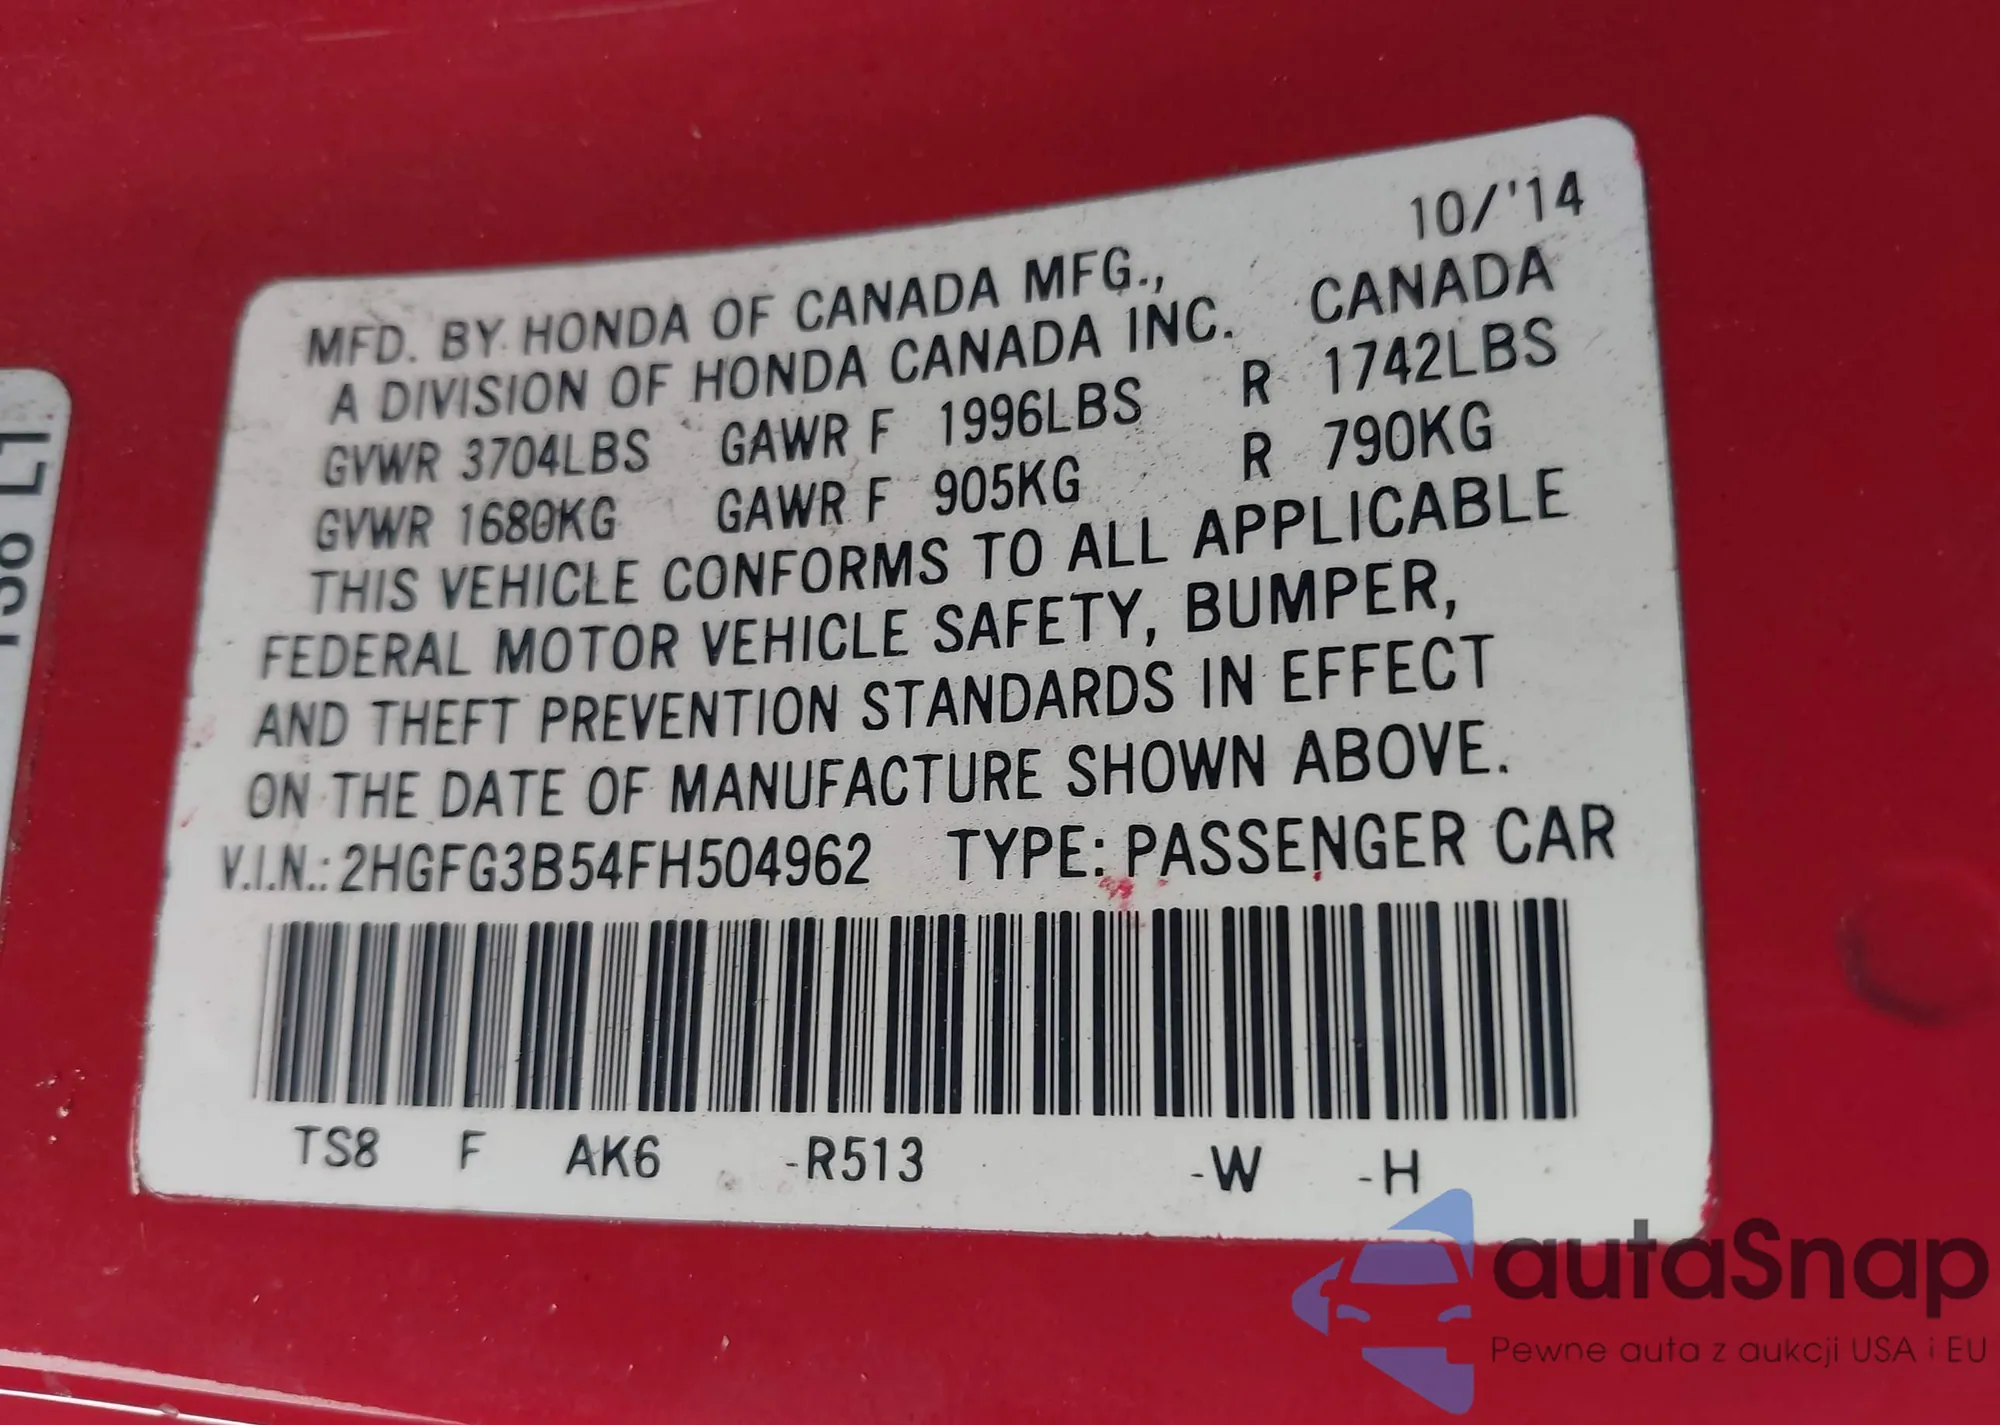 10/'14
MFD. BY HONDA OF CANADA MFG.,
A DIVISION OF HONDA CANADA INC. CANADA
GVWR 3704LBS GAWR F 1996LBS R 1742LBS
GVWR 1680KG GAWR F 905KG R 790KG
THIS VEHICLE CONFORMS TO ALL APPLICABLE
FEDERAL MOTOR VEHICLE SAFETY, BUMPER,
AND THEFT PREVENTION STANDARDS IN EFFECT
ON THE DATE OF MANUFACTURE SHOWN ABOVE.
V.I.N.: 2HGFG3B54FH504962 TYPE: PASSENGER CAR
TS8 F AK6 -R513 -W -H
TS8 L1
autaSnap
Pewne auta z aukcji USA i EU